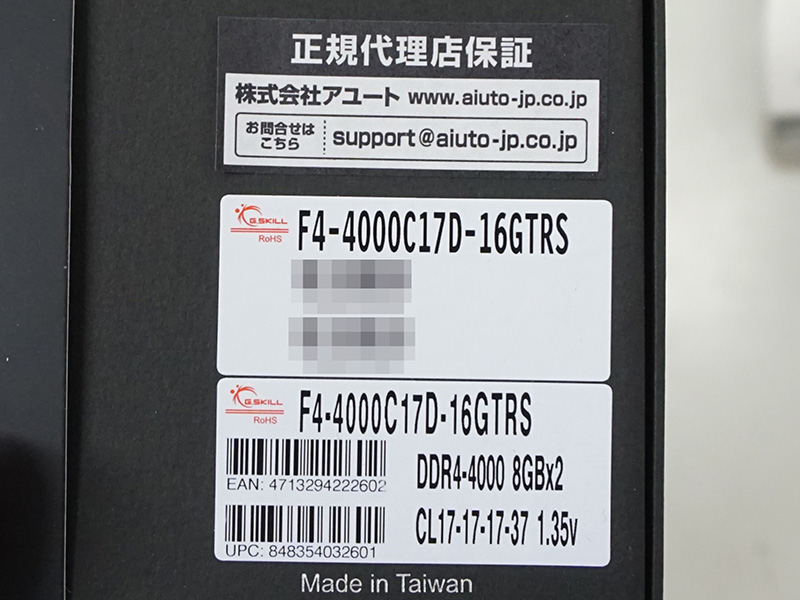 正規代理店保証
株式会社アユート www.aiuto-jp.co.jp
お問合せは
こちら
support@aiuto-jp.co.jp
G.SKILL
RoHS
F4-4000C17D-16GTRS
G.SKILL
RoHS
F4-4000C17D-16GTRS
DDR4-4000 8GBx2
EAN: 4713294222602
CL17-17-17-37 1.35v
UPC: 848354032601
Made in Taiwan